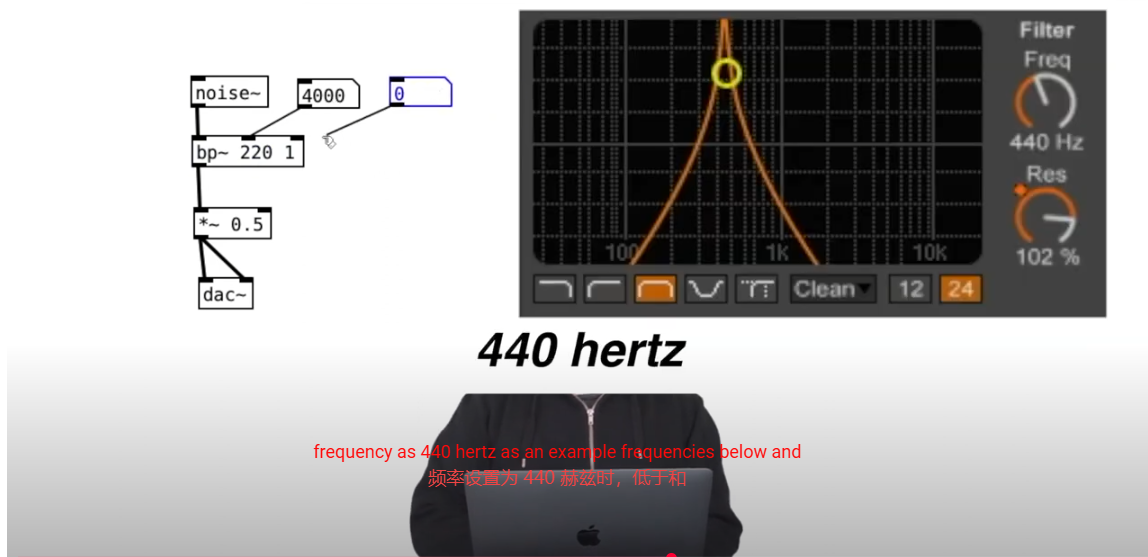 noise~
4000
0
bp~ 220 1
*~ 0.5
dac~
Filter
Freq
440 Hz
Res
102 %
100
1K
10K
Clean
12
24
440 hertz
frequency as 440 hertz as an example frequencies below and
频率设置为 440 赫兹时，低于和